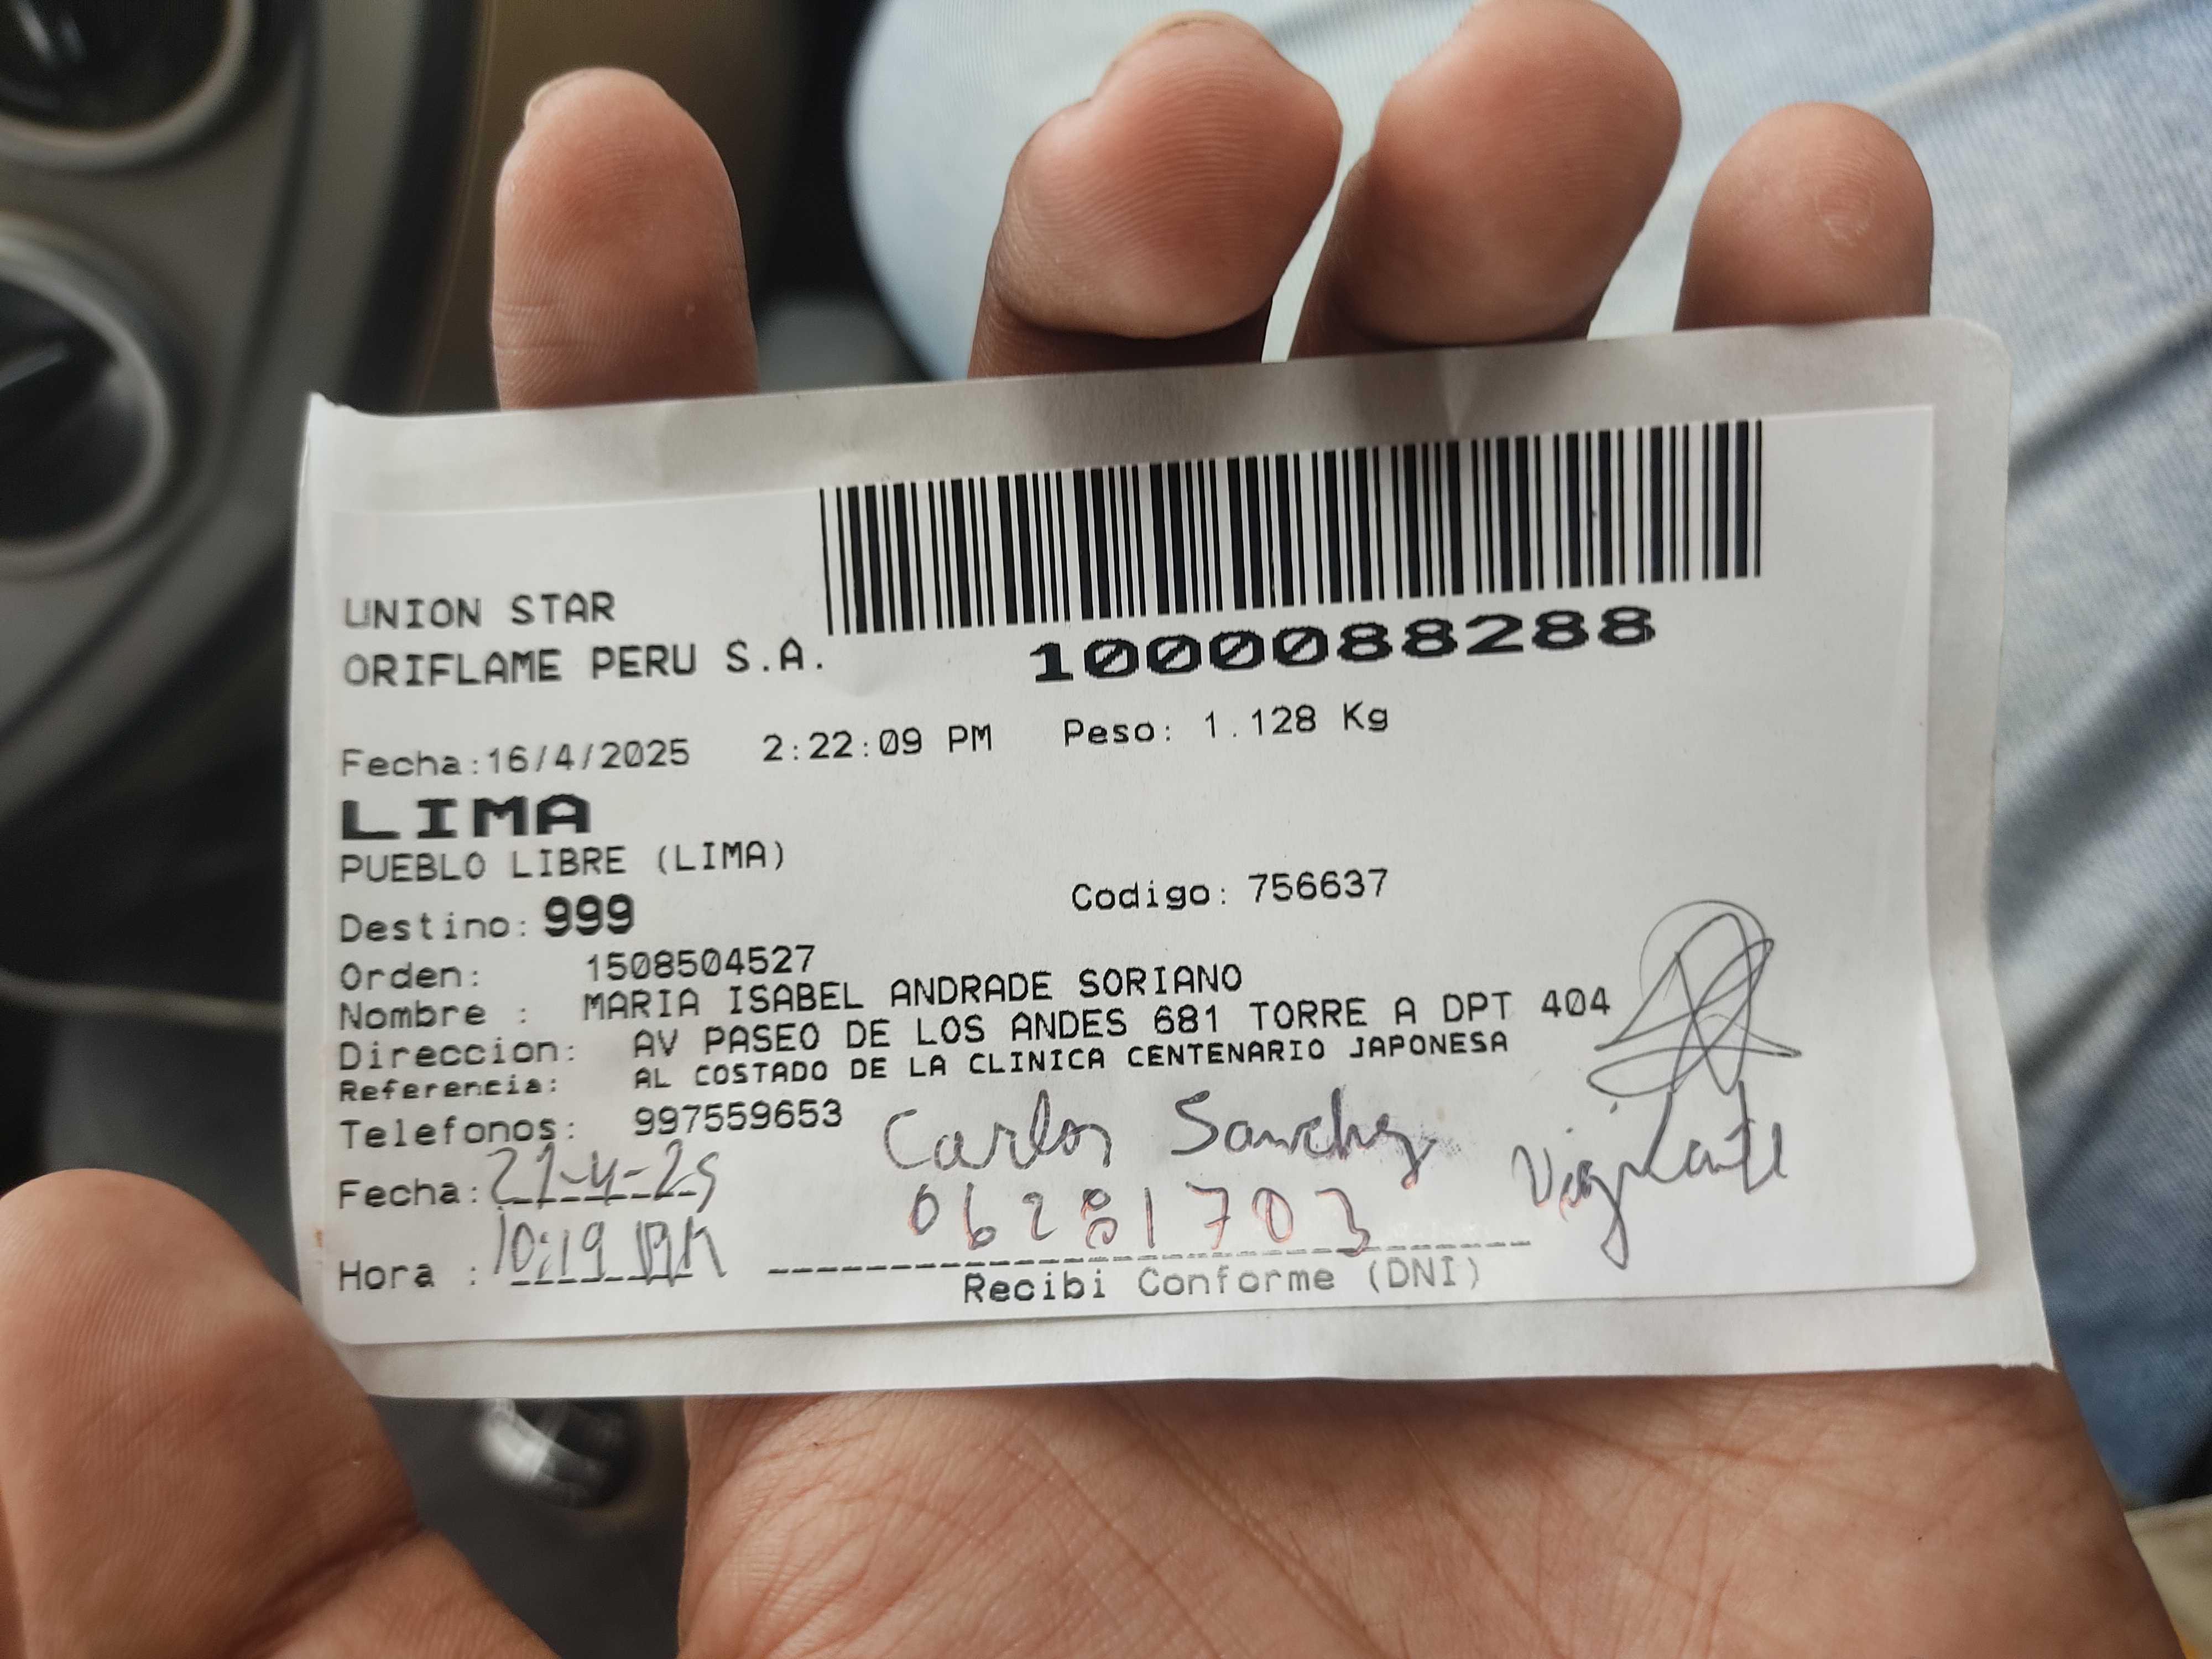 UNION STAR
ORIFLAME PERU S.A.
1000088288
Fecha:16/4/2025 2:22:09 PM Peso: 1.128 Kg
LIMA
PUEBLO LIBRE (LIMA)
Destino: 999 Codigo: 756637
Orden: 1508504527
Nombre : MARIA ISABEL ANDRADE SORIANO
Direccion: AV PASEO DE LOS ANDES 681 TORRE A DPT 404
Referencia: AL COSTADO DE LA CLINICA CENTENARIO JAPONESA
Telefonos: 997559653
Carlos Sanchez Vigilante
Fecha: 21-4-25
06281703
Hora : 10:19
Recibi Conforme (DNI)